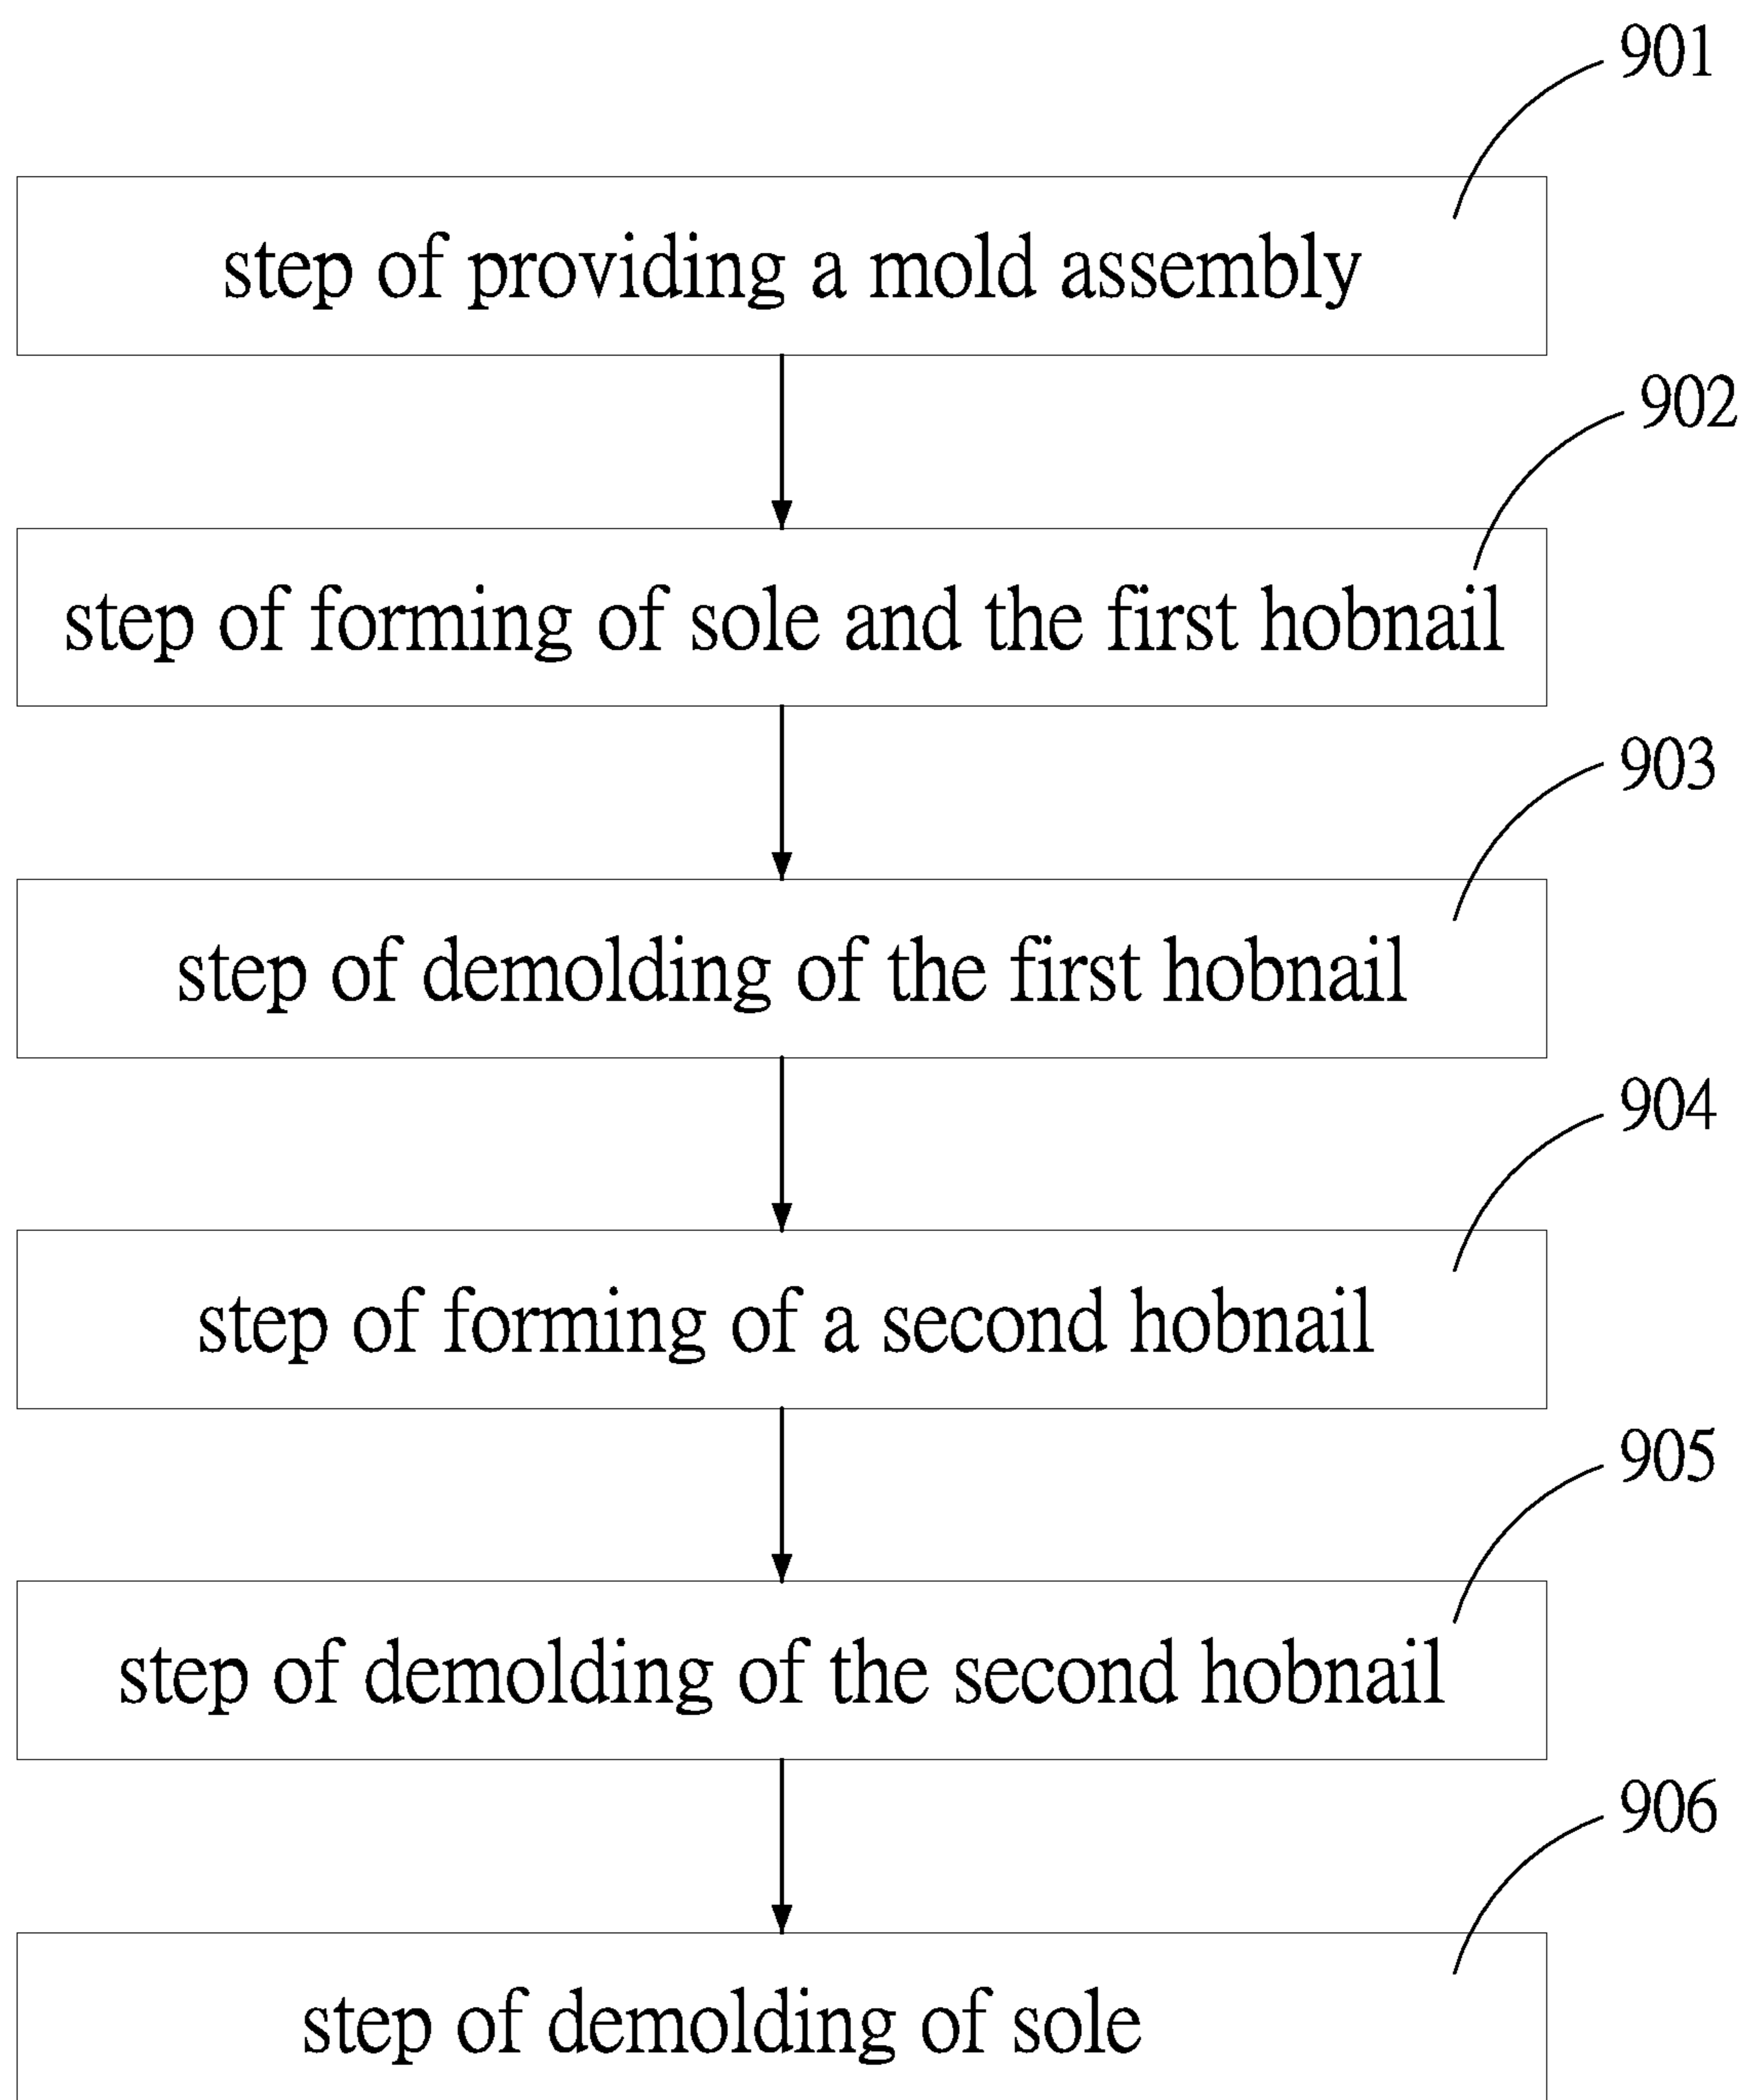 901
step of providing a mold assembly
902
step of forming of sole and the first hobnail
903
step of demolding of the first hobnail
904
step of forming of a second hobnail
905
step of demolding of the second hobnail
906
step of demolding of sole